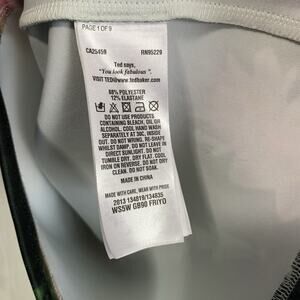 PAGE 1 OF 9
CA25459 RN95229
Ted says,
"You look fabulous".
VISIT TED@www.tedbaker.com
88% POLYESTER
12% ELASTANE
DO NOT USE PRODUCTS
CONTAINING BLEACH, OIL OR
ALCOHOL. COOL HAND WASH
SEPARATELY AT 30C. INSIDE
OUT. DO NOT WRING. RE-SHAPE
WHILST DAMP. DO NOT LEAVE IN
DIRECT SUNLIGHT. DO NOT
TUMBLE DRY. DRY FLAT. COOL
IRON ON REVERSE. DO NOT
DRY CLEAN.
MADE IN CHINA
MADE WITH CARE, WEAR WITH PRIDE
2013 134819/134835
WS5W GB90 FRIYO